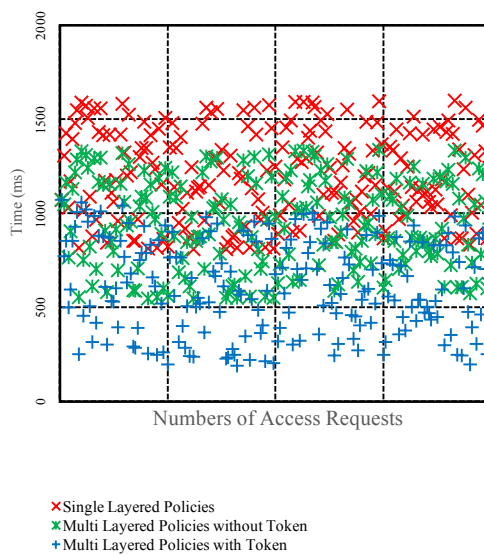 2000
1500
1000
500
0
Time (ms)
Numbers of Access Requests
Single Layered Policies
Multi Layered Policies without Token
Multi Layered Policies with Token